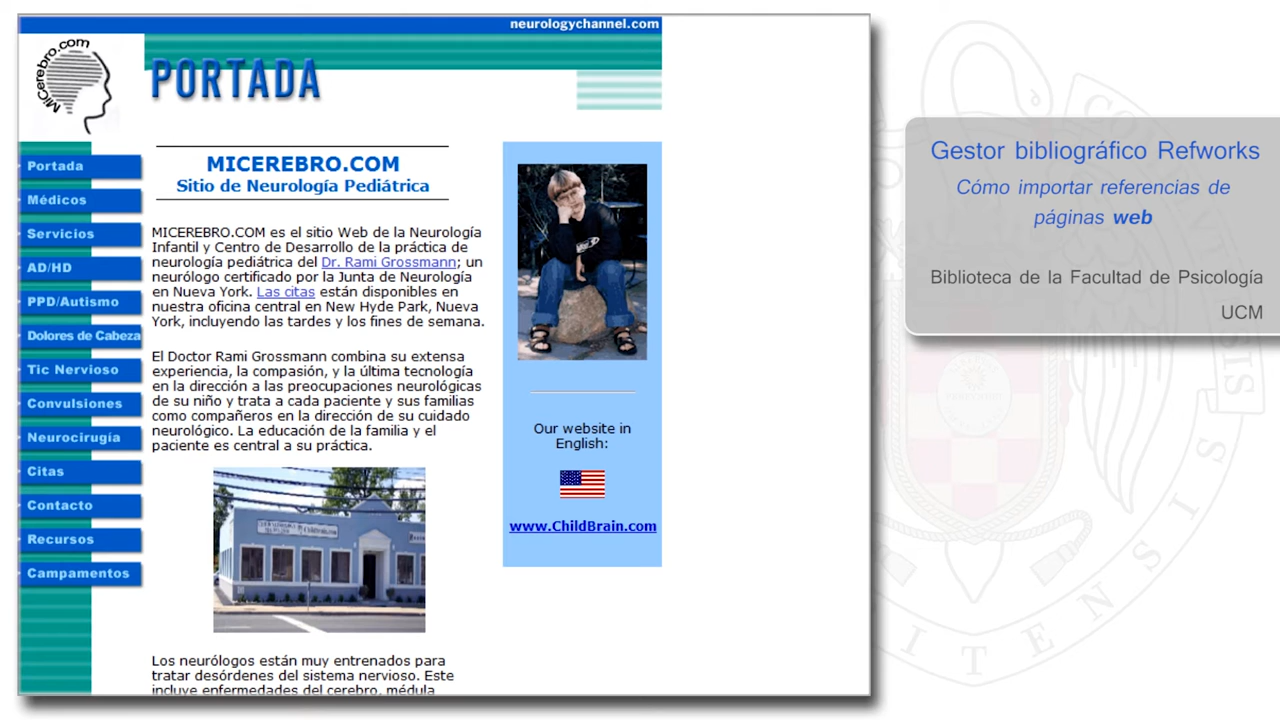 neurologychannel.com
MiCerebro.com
PORTADA
Portada
Médicos
Servicios
AD/HD
PPD/Autismo
Dolores de Cabeza
Tic Nervioso
Convulsiones
Neurocirugía
Citas
Contacto
Recursos
Campamentos
MICEREBRO.COM
Sitio de Neurología Pediátrica
MICEREBRO.COM es el sitio Web de la Neurología
Infantil y Centro de Desarrollo de la práctica de
neurología pediátrica del Dr. Rami Grossmann; un
neurólogo certificado por la Junta de Neurología
en Nueva York. Las citas están disponibles en
nuestra oficina central en New Hyde Park, Nueva
York, incluyendo las tardes y los fines de semana.
El Doctor Rami Grossmann combina su extensa
experiencia, la compasión, y la última tecnología
en la dirección a las preocupaciones neurológicas
de su niño y trata a cada paciente y sus familias
como compañeros en la dirección de su cuidado
neurológico. La educación de la familia y el
paciente es central a su práctica.
Los neurólogos están muy entrenados para
tratar desórdenes del sistema nervioso. Este
incluye enfermedades del cerebro, médula
Our website in
English:
www.ChildBrain.com
Gestor bibliográfico Refworks
Cómo importar referencias de
páginas web
Biblioteca de la Facultad de Psicología
UCM